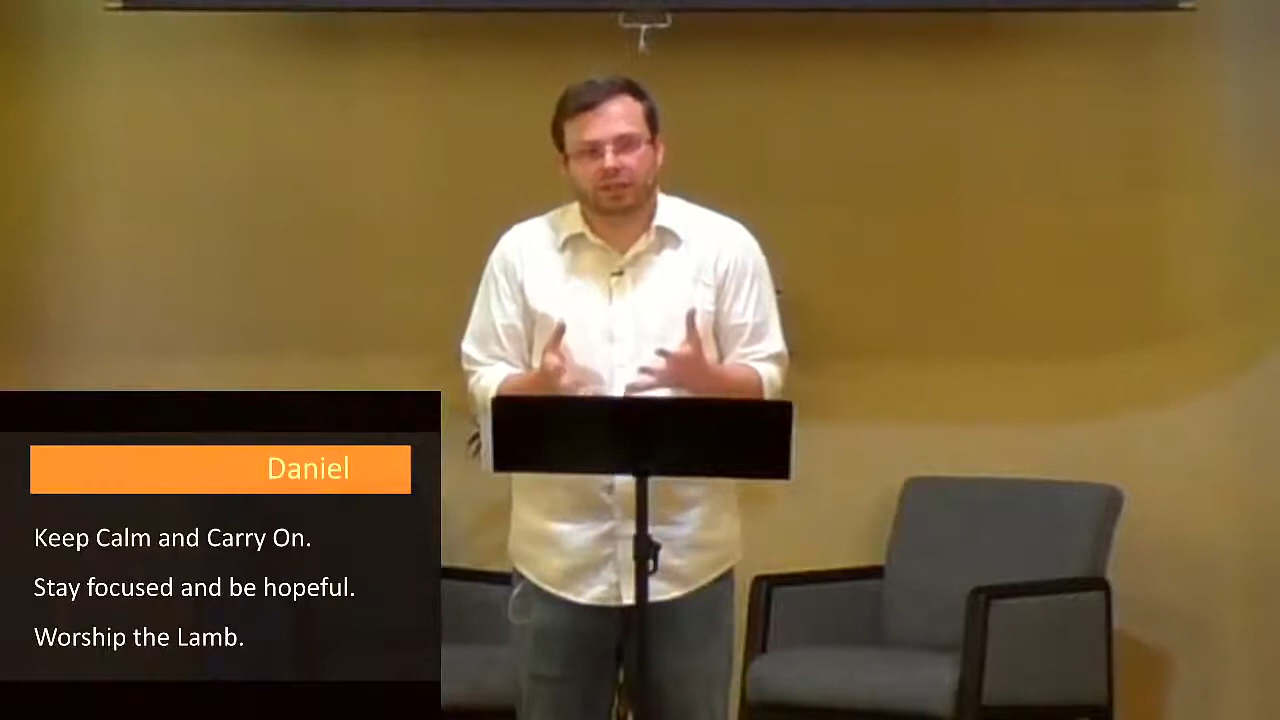 Daniel
Keep Calm and Carry On.
Stay focused and be hopeful.
Worship the Lamb.